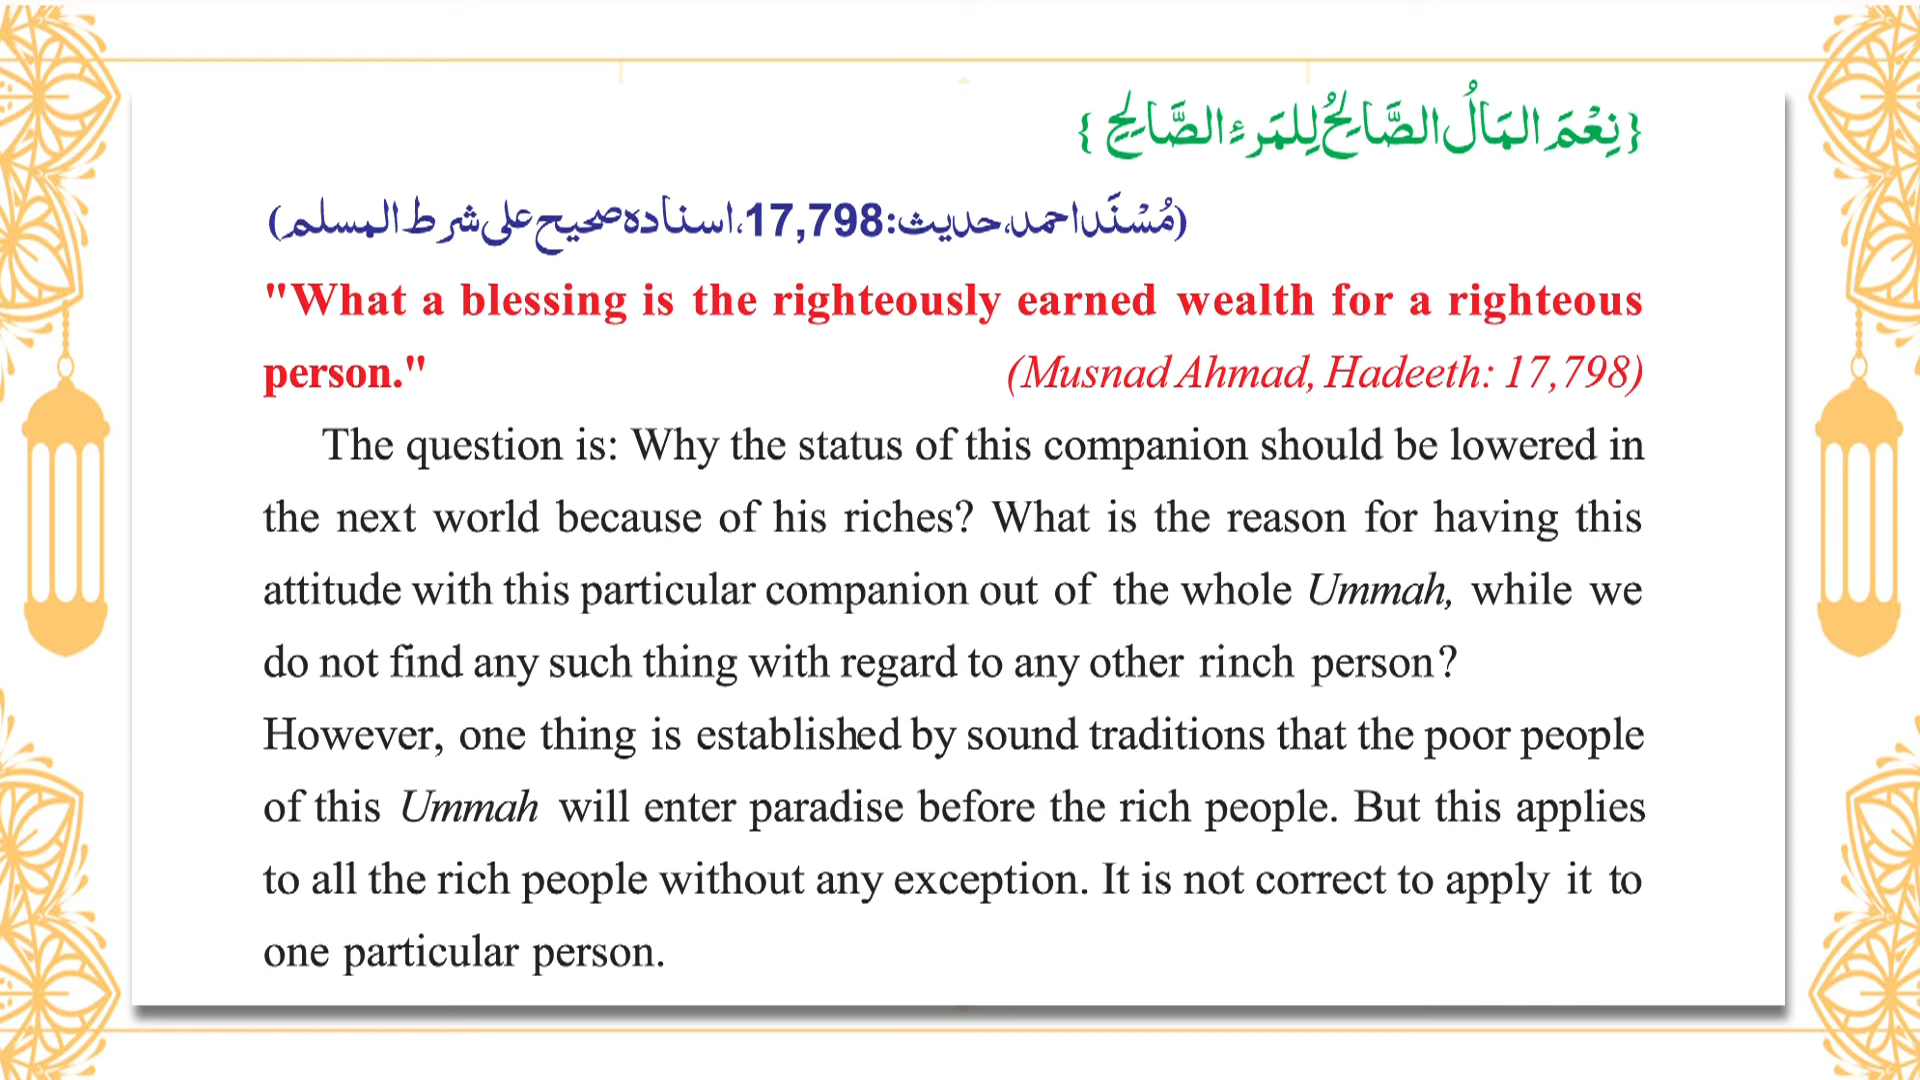 {نِعْمَ المَالُ الصَّالِحُ لِلمَرءِ الصَّالِحِ }
(مُسْنَد احمد، حدیث:17,798، اسنادہ صحیح علی شرط المسلم)
"What a blessing is the righteously earned wealth for a righteous
person." (Musnad Ahmad, Hadeeth: 17,798)
The question is: Why the status of this companion should be lowered in
the next world because of his riches? What is the reason for having this
attitude with this particular companion out of the whole Ummah, while we
do not find any such thing with regard to any other rinch person?
However, one thing is established by sound traditions that the poor people
of this Ummah will enter paradise before the rich people. But this applies
to all the rich people without any exception. It is not correct to apply it to
one particular person.